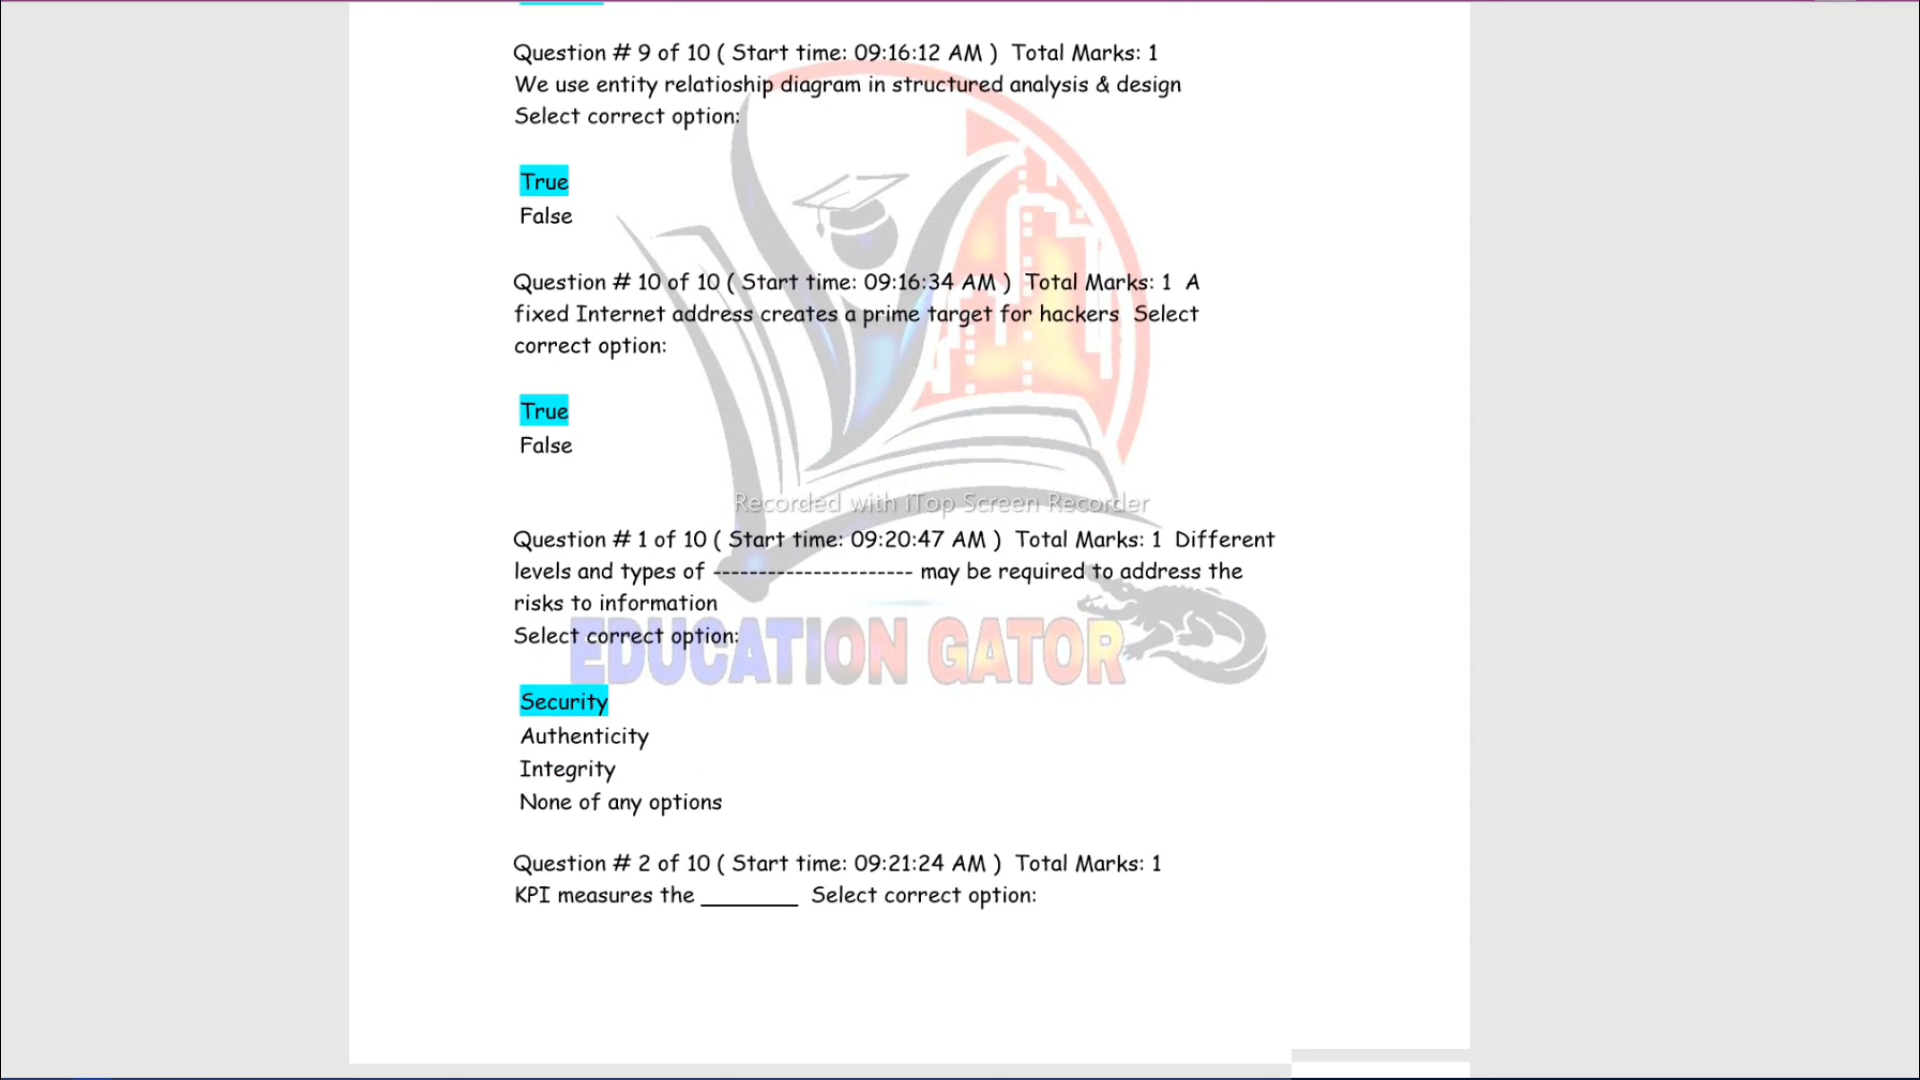 Question # 9 of 10 ( Start time: 09:16:12 AM ) Total Marks: 1
We use entity relatioship diagram in structured analysis & design
Select correct option:
True
False
Question # 10 of 10 ( Start time: 09:16:34 AM ) Total Marks: 1 A
fixed Internet address creates a prime target for hackers Select
correct option:
True
False
Recorded with iTop Screen Recorder
Question # 1 of 10 ( Start time: 09:20:47 AM ) Total Marks: 1 Different
levels and types of ---------------------- may be required to address the
risks to information
Select correct option:
EDUCATION GATOR
Security
Authenticity
Integrity
None of any options
Question # 2 of 10 ( Start time: 09:21:24 AM ) Total Marks: 1
KPI measures the ________ Select correct option: